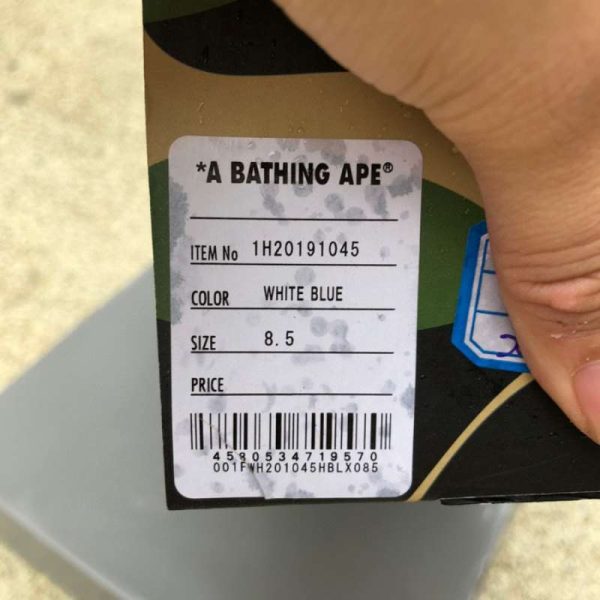 *A BATHING APE®
ITEM No 1H20191045
COLOR WHITE BLUE
SIZE 8.5
PRICE
4580534719570
001FWH201045HBLX085